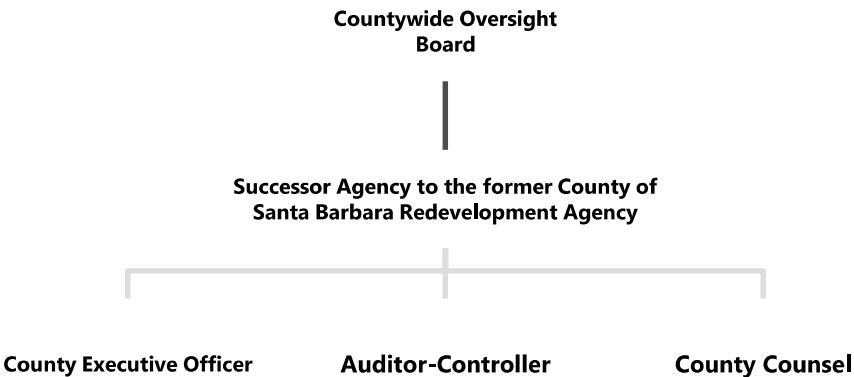 Countywide Oversight
Board
Successor Agency to the former County of
Santa Barbara Redevelopment Agency
County Executive Officer
Auditor-Controller
County Counsel